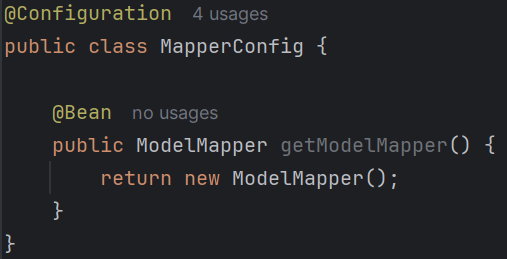 @Configuration 4 usages
public class MapperConfig {
@Bean no usages
public ModelMapper getModelMapper() {
return new ModelMapper();
}
}